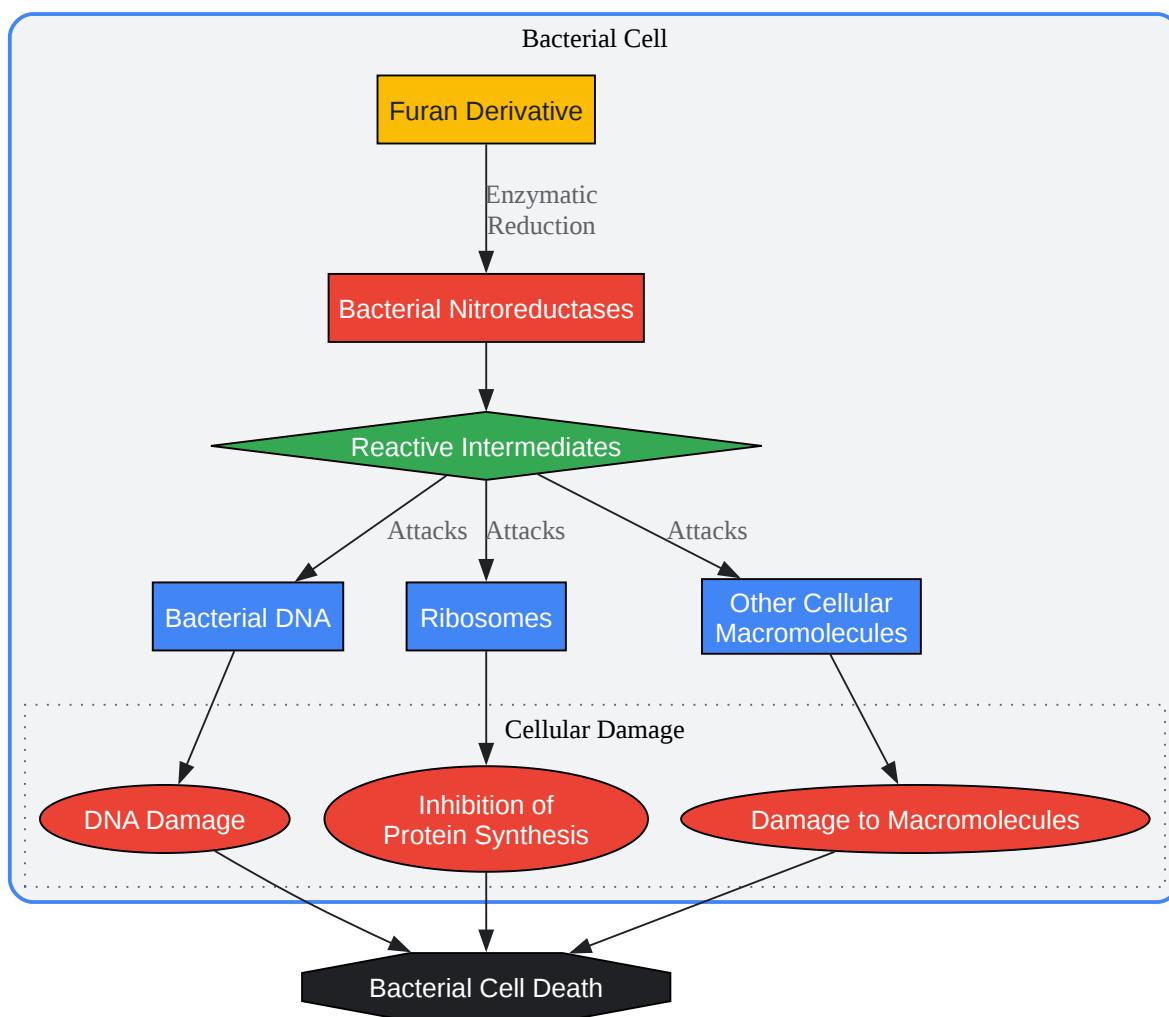 Bacterial Cell
Furan Derivative
Enzymatic
Reduction
Bacterial Nitroreductases
Reactive Intermediates
Attacks
Attacks
Attacks
Bacterial DNA
Ribosomes
Other Cellular
Macromolecules
Cellular Damage
DNA Damage
Inhibition of
Protein Synthesis
Damage to Macromolecules
Bacterial Cell Death